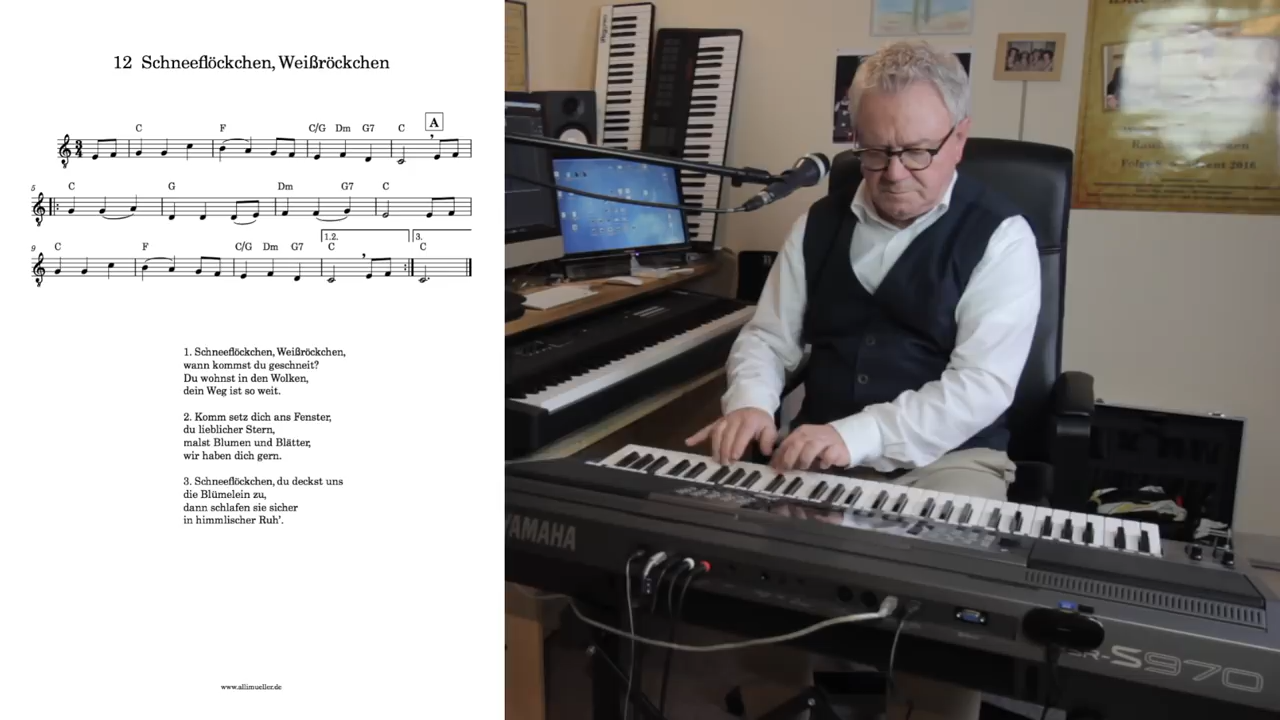 12 Schneeflöckchen, Weißröckchen
C F C/G Dm G7 C A
5 C G Dm G7 C
9 C F C/G Dm G7 1.2. C 3. C
1. Schneeflöckchen, Weißröckchen,
wann kommst du geschneit?
Du wohnst in den Wolken,
dein Weg ist so weit.
2. Komm setz dich ans Fenster,
du lieblicher Stern,
malst Blumen und Blätter,
wir haben dich gern.
3. Schneeflöckchen, du deckst uns
die Blümelein zu,
dann schlafen sie sicher
in himmlischer Ruh'.
www.allimueller.de
YAMAHA
S970